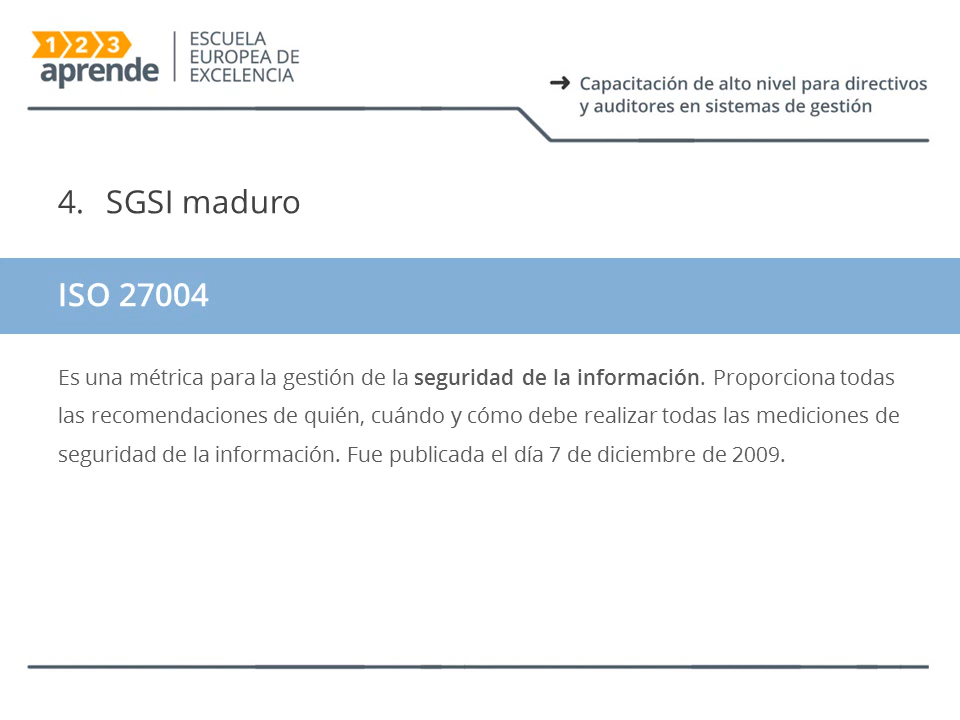 1 2 3
aprende
ESCUELA
EUROPEA DE
EXCELENCIA
Capacitación de alto nivel para directivos
y auditores en sistemas de gestión
4. SGSI maduro
ISO 27004
Es una métrica para la gestión de la seguridad de la información. Proporciona todas
las recomendaciones de quién, cuándo y cómo debe realizar todas las mediciones de
seguridad de la información. Fue publicada el día 7 de diciembre de 2009.